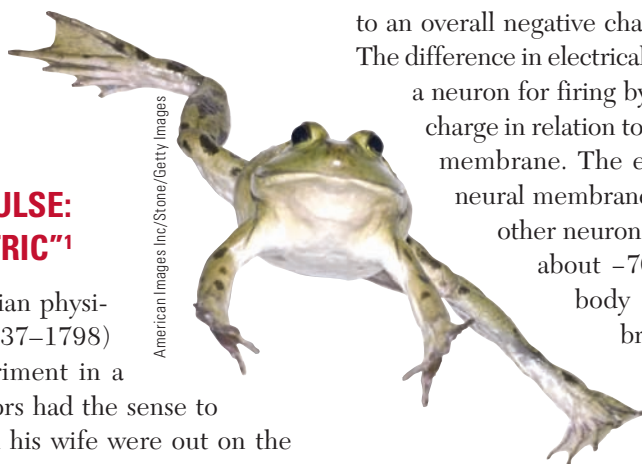 ULSE:
TRIC”1
ian physi-
37–1798)
riment in a
ors had the sense to
his wife were out on the
American Images Inc/Stone/Getty Images
to an overall negative cha
The difference in electrical
a neuron for firing by
charge in relation to
membrane. The e
neural membrane
other neuron
about –70
body
br